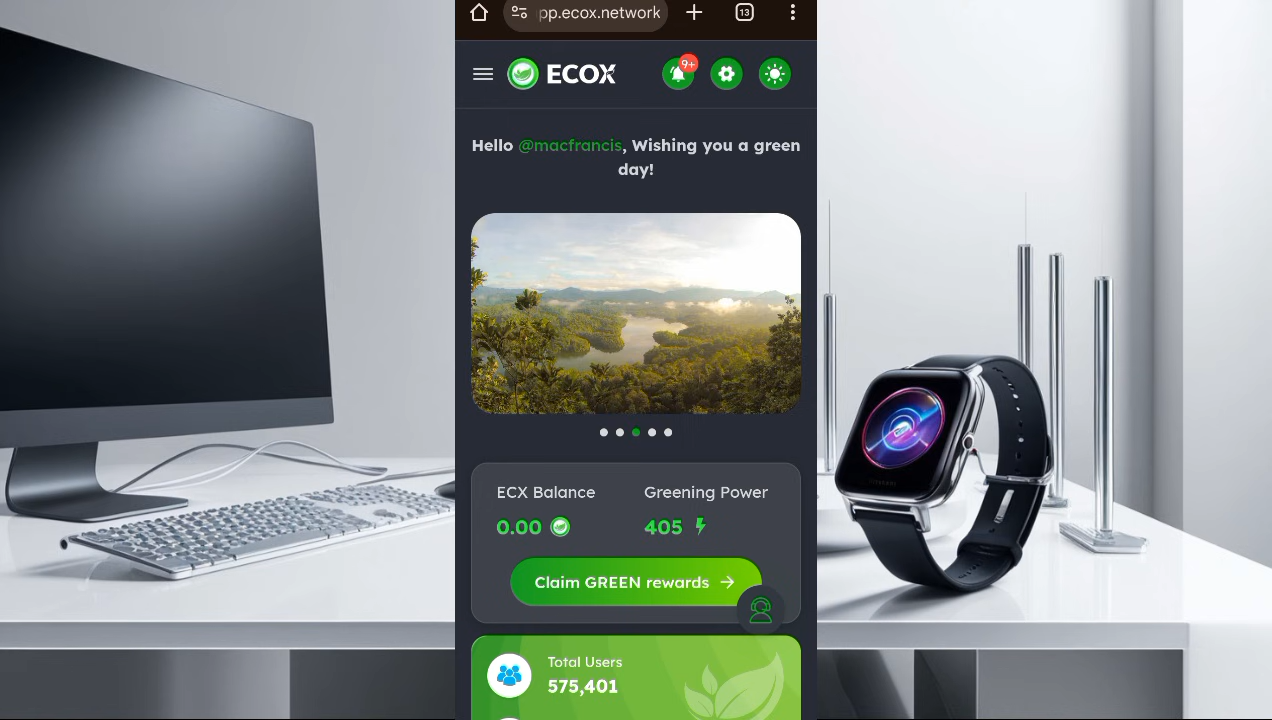 pp.ecox.network
13
ECOX
9+
Hello @macfrancis, Wishing you a green
day!
ECX Balance
Greening Power
0.00
405
Claim GREEN rewards
Total Users
575,401